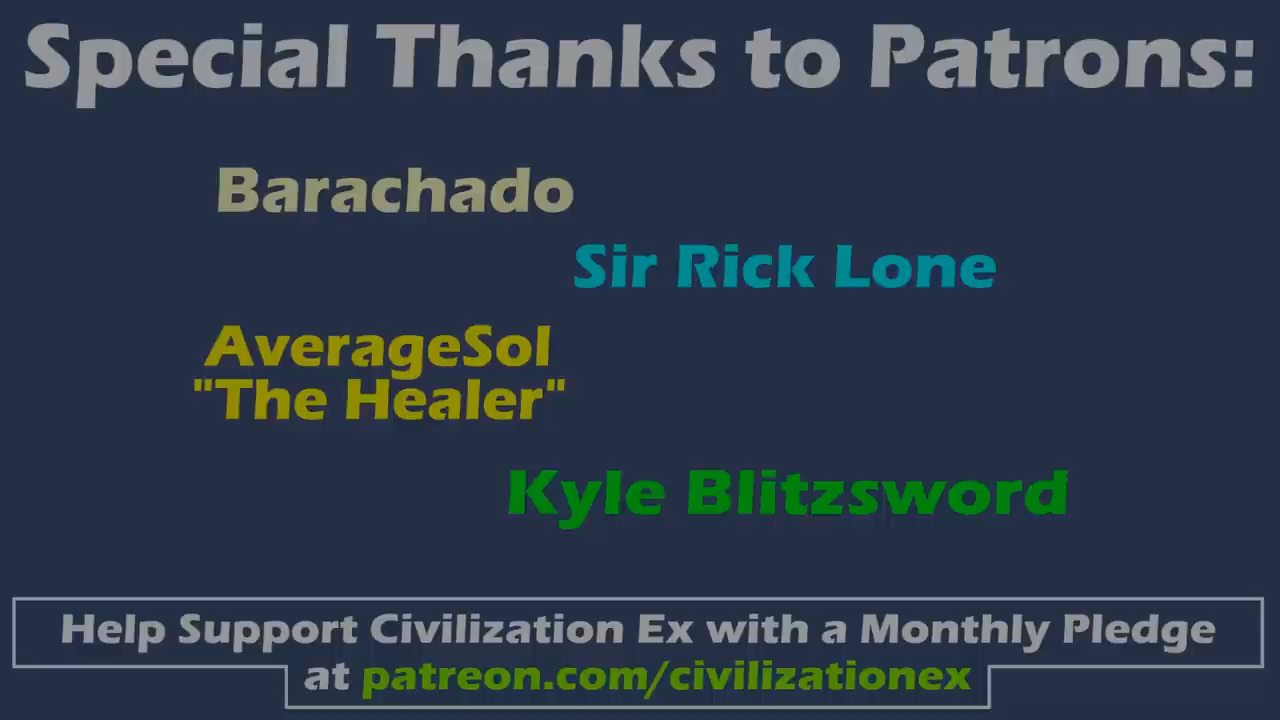 Special Thanks to Patrons:
Barachado
Sir Rick Lone
AverageSol
"The Healer"
Kyle Blitzsword
Help Support Civilization Ex with a Monthly Pledge
at patreon.com/civilizationex